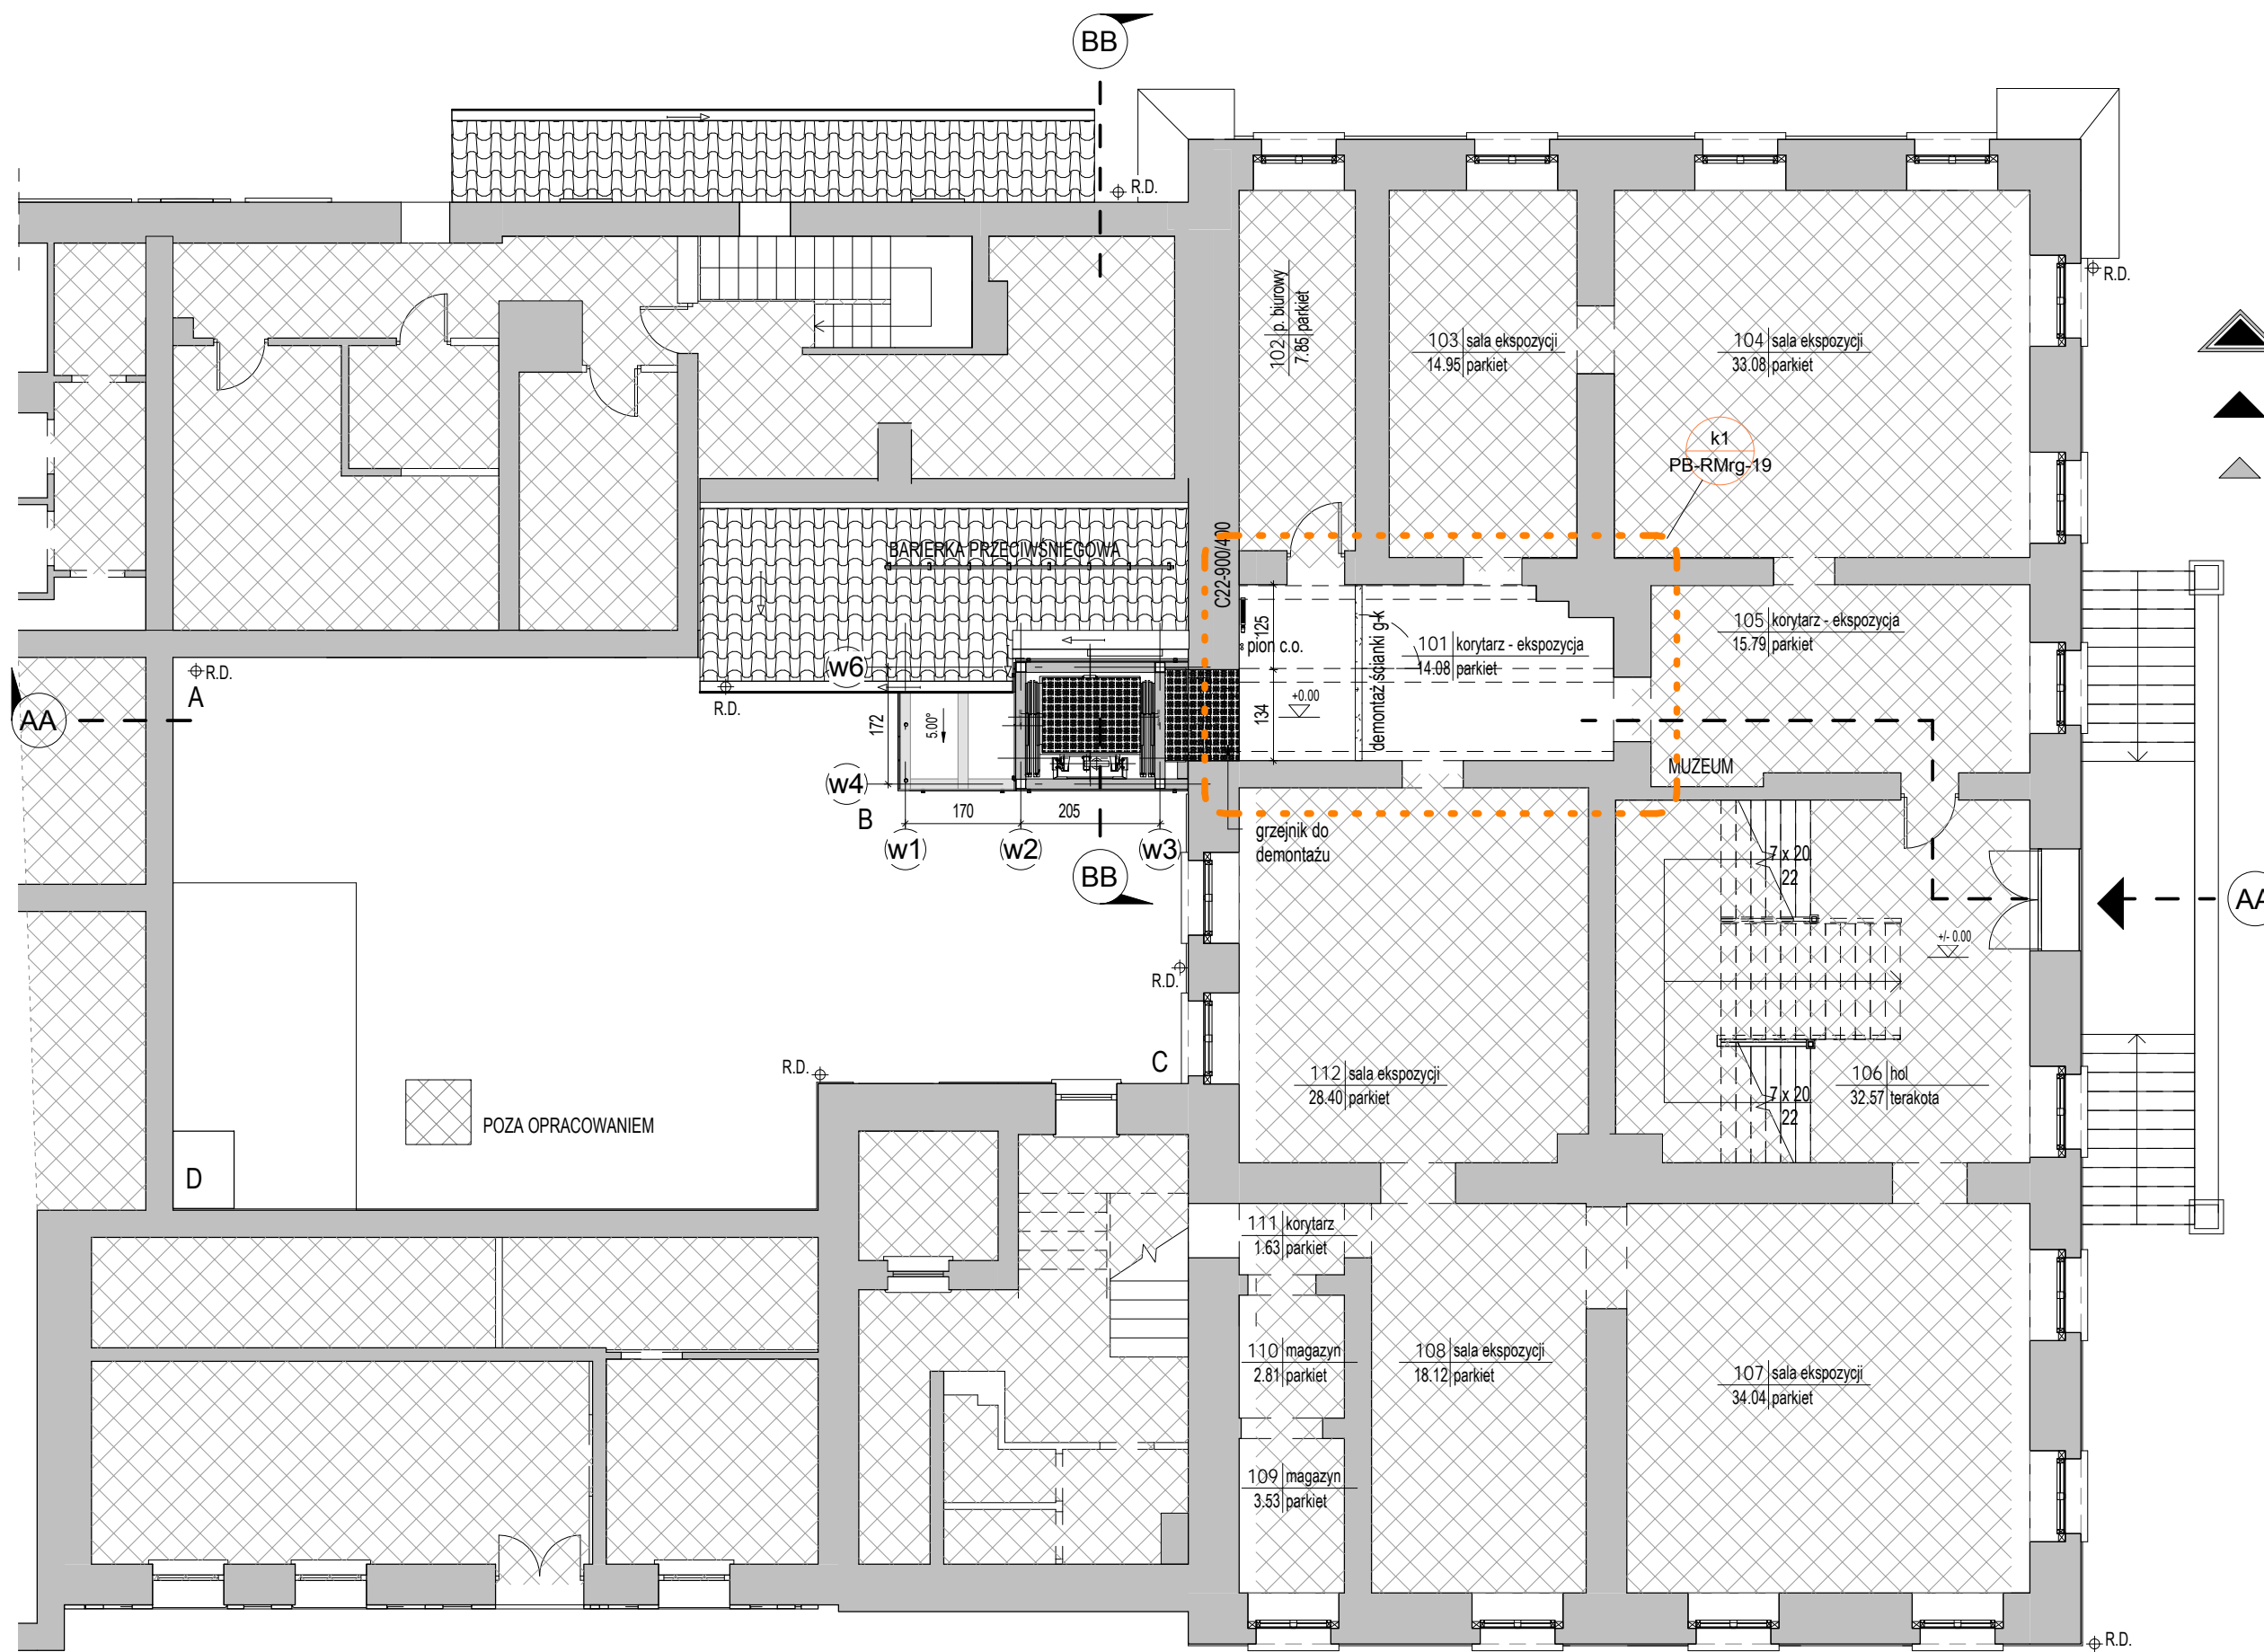 BB
R.D.
R.D.
102 p. biurowy
7.85 parkiet
103 sala ekspozycji
14.95 parkiet
104 sala ekspozycji
33.08 parkiet
k1
PB-RMrg-19
BARIERKA PRZECIWŚNIEGOWA
C22-900/400
125
pion c.o.
demontaż ścianki g-k
101 korytarz - ekspozycja
14.08 parkiet
105 korytarz - ekspozycja
15.79 parkiet
R.D.
A
AA
w6
R.D.
172
5.00°
134
+0.00
MUZEUM
w4
B
170
205
w1
w2
w3
BB
grzejnik do
demontażu
7 x 20
22
AA
+/- 0.00
R.D.
C
R.D.
112 sala ekspozycji
28.40 parkiet
106 hol
32.57 terakota
7 x 20
22
POZA OPRACOWANIEM
D
111 korytarz
1.63 parkiet
110 magazyn
2.81 parkiet
108 sala ekspozycji
18.12 parkiet
107 sala ekspozycji
34.04 parkiet
109 magazyn
3.53 parkiet
R.D.